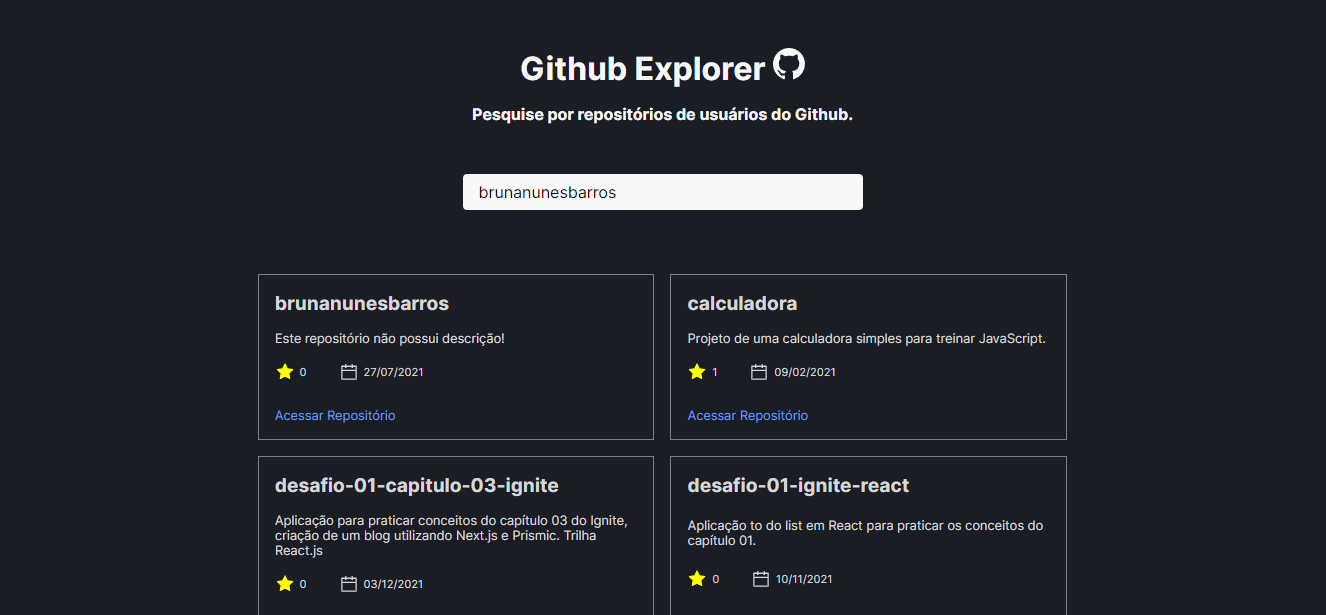 Github Explorer
Pesquise por repositórios de usuários do Github.
brunanunesbarros
brunanunesbarros
Este repositório não possui descrição!
0 27/07/2021
Acessar Repositório
calculadora
Projeto de uma calculadora simples para treinar JavaScript.
1 09/02/2021
Acessar Repositório
desafio-01-capitulo-03-ignite
Aplicação para praticar conceitos do capítulo 03 do Ignite,
criação de um blog utilizando Next.js e Prismic. Trilha
React.js
0 03/12/2021
desafio-01-ignite-react
Aplicação to do list em React para praticar os conceitos do
capítulo 01.
0 10/11/2021